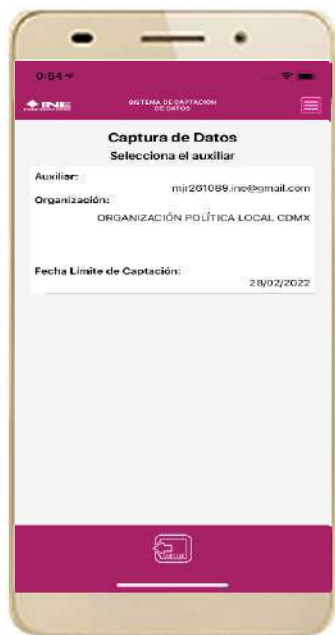 0:54
INE
SISTEMA DE CAPTACIÓN
DE DATOS
Captura de Datos
Selecciona el auxiliar
Auxiliar:
mjr261089.ine@gmail.com
Organización:
ORGANIZACIÓN POLÍTICA LOCAL CDMX
Fecha Límite de Captación:
28/02/2022